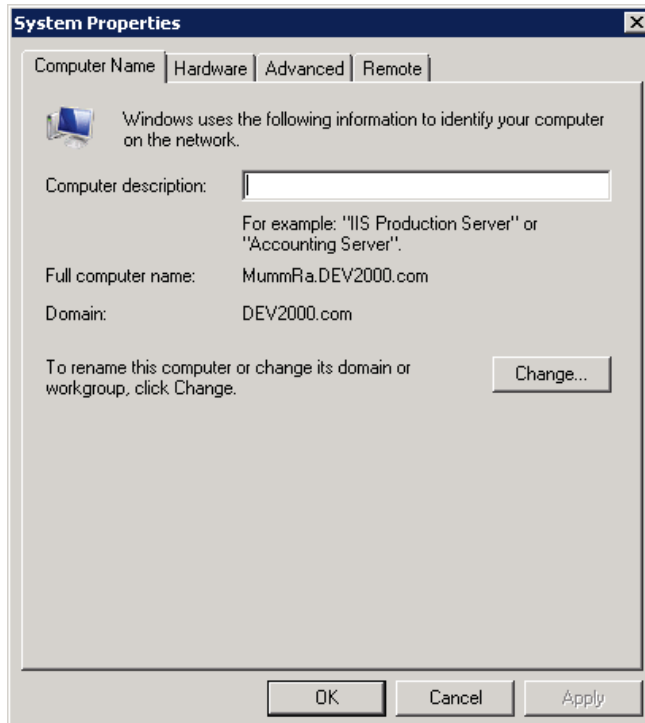 System Properties
Computer Name
Hardware
Advanced
Remote
Windows uses the following information to identify your computer
on the network.
Computer description:
For example: "IIS Production Server" or
"Accounting Server".
Full computer name:
MummRa.DEV2000.com
Domain:
DEV2000.com
To rename this computer or change its domain or
workgroup, click Change.
Change...
OK
Cancel
Apply